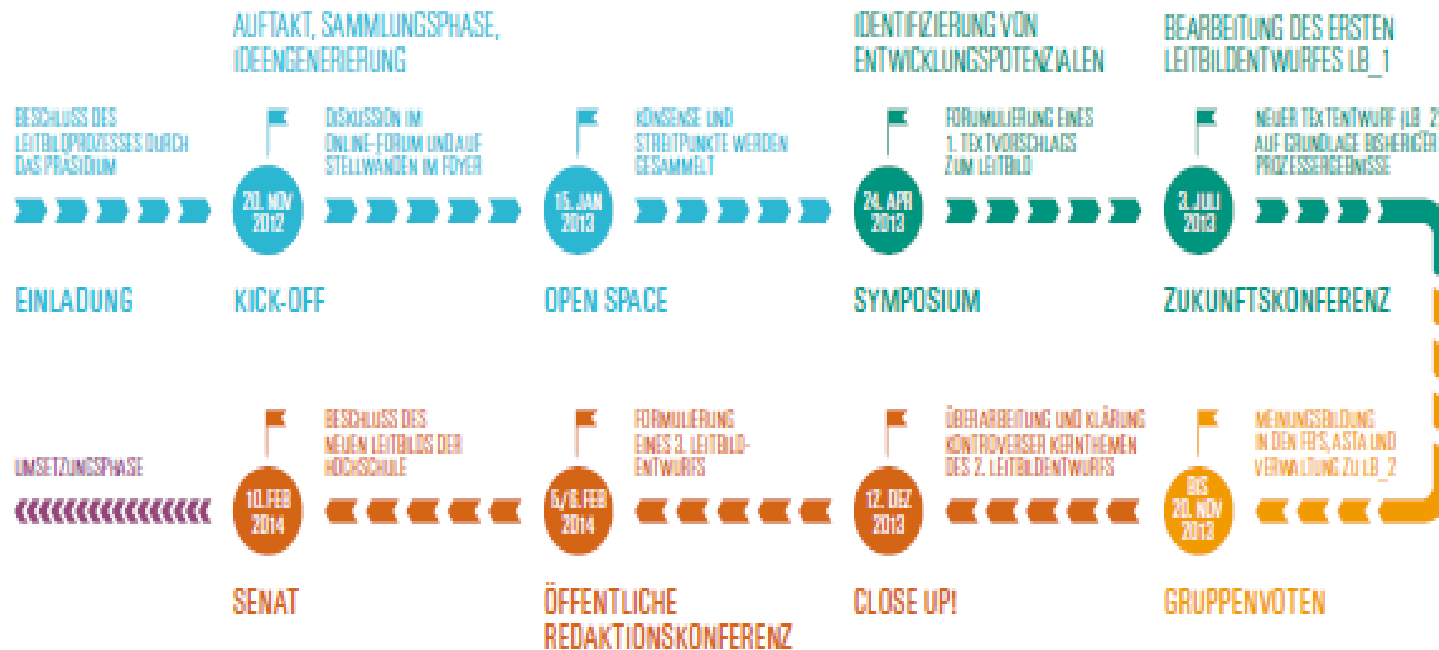 AUFTAKT, SAMMLUNGSPHASE,
IDEENGENERIERUNG
IDENTIFIZIERUNG VON
ENTWICKLUNGSPOTENZIALEN
BEARBEITUNG DES ERSTEN
LEITBILDENTWURFES LB_1
BESCHLUSS DES
LEITBILDPROZESSES DURCH
DAS PRÄSIDIUM
DISKUSSION IM
ONLINE-FORUM UND AUF
STELLWÄNDEN IM FOYER
KONSENSE UND
STREITPUNKTE WERDEN
GESAMMELT
FORUMULIERUNG EINES
1. TEXTVORSCHLAGS
ZUM LEITBILD
NEUER TEXTENTWURF (LB_2)
AUF GRUNDLAGE BISHERIGER
PROZESSERGEBNISSE
20. NOV
2012
15. JAN
2013
24. APR
2013
3. JULI
2013
EINLADUNG
KICK-OFF
OPEN SPACE
SYMPOSIUM
ZUKUNFTSKONFERENZ
UMSETZUNGSPHASE
BESCHLUSS DES
NEUEN LEITBILDS DER
HOCHSCHULE
FORMULIERUNG
EINES 3. LEITBILD-
ENTWURFS
ÜBERARBEITUNG UND KLÄRUNG
KONTROVERSER KERNTHEMEN
DES 2. LEITBILDENTWURFS
MEINUNGSBILDUNG
IN DEN FB'S, ASTA UND
VERWALTUNG ZU LB_2
10. FEB
2014
5./6. FEB
2014
12. DEZ
2013
BIS
20. NOV
2013
SENAT
ÖFFENTLICHE
REDAKTIONSKONFERENZ
CLOSE UP!
GRUPPENVOTEN